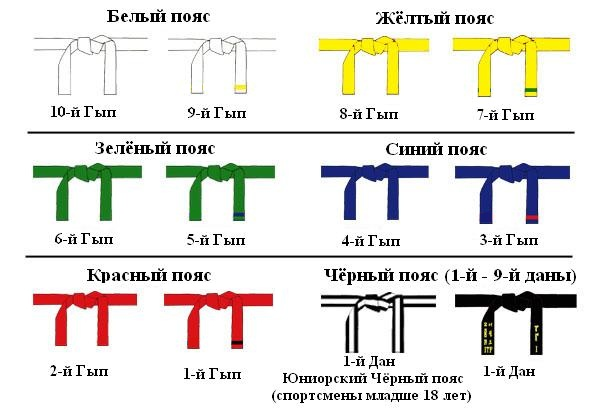 Белый пояс
Жёлтый пояс
10-й Гып
9-й Гып
8-й Гып
7-й Гып
Зелёный пояс
Синий пояс
6-й Гып
5-й Гып
4-й Гып
3-й Гып
Красный пояс
Чёрный пояс (1-й - 9-й даны)
2-й Гып
1-й Гып
1-й Дан
Юниорский Чёрный пояс
(спортсмены младше 18 лет)
1-й Дан